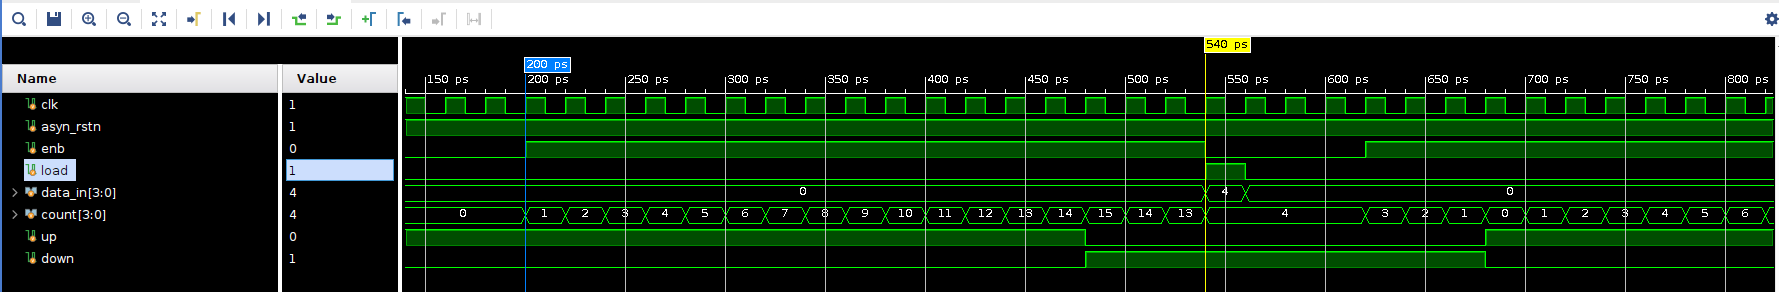 540 ps
200 ps
Name Value 150 ps 200 ps 250 ps 300 ps 350 ps 400 ps 450 ps 500 ps 550 ps 600 ps 650 ps 700 ps 750 ps 800 ps
clk 1
asyn_rstn 1
enb 0
load 1
data_in[3:0] 4 0 4 0
count[3:0] 4 0 1 2 3 4 5 6 7 8 9 10 11 12 13 14 15 14 13 4 3 2 1 0 1 2 3 4 5 6
up 0
down 1